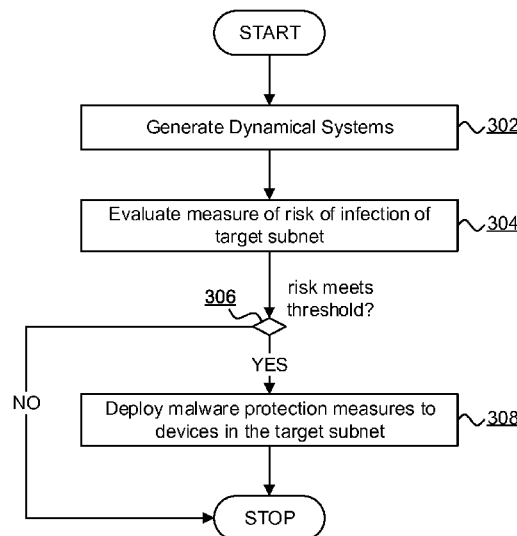 START
Generate Dynamical Systems
302
Evaluate measure of risk of infection of
target subnet
304
306
risk meets
threshold?
YES
NO
Deploy malware protection measures to
devices in the target subnet
308
STOP